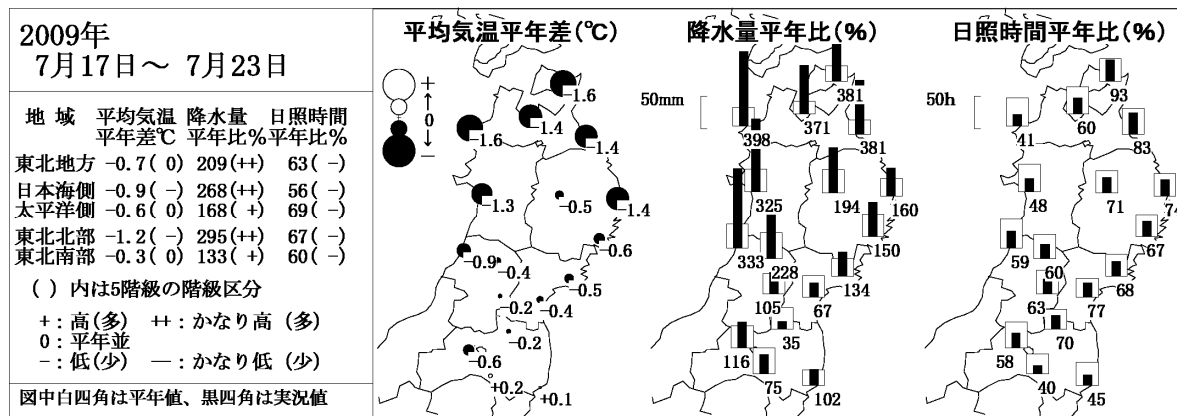 2009年
7月17日～ 7月23日
地 域 平均気温 降水量 日照時間
平年差℃ 平年比% 平年比%
東北地方 -0.7( 0) 209(++) 63( -)
日本海側 -0.9( -) 268(++) 56( -)
太平洋側 -0.6( 0) 168( +) 69( -)
東北北部 -1.2( -) 295(++) 67( -)
東北南部 -0.3( 0) 133( +) 60( -)
( ) 内は5階級の階級区分
+：高(多) ++：かなり高 (多)
0：平年並
-：低(少) --：かなり低 (少)
図中白四角は平年値、黒四角は実況値
平均気温平年差(℃)
+
↑
0
↓
-
-1.6
-1.4
-1.6
-1.4
-1.3
-0.5
-1.4
-0.6
-0.9
-0.4
-0.5
-0.2
-0.4
-0.2
-0.6
+0.2
+0.1
降水量平年比(%)
50mm
381
371
398
381
325
194
160
150
333
228
134
105
67
35
116
75
102
日照時間平年比(%)
50h
93
60
41
83
48
71
74
67
59
60
68
63
77
70
58
40
45